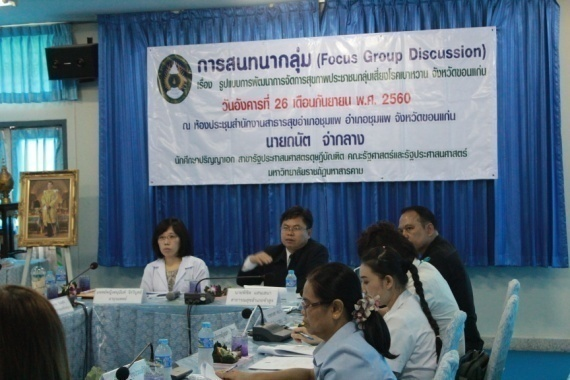 การสนทนากลุ่ม (Focus Group Discussion)
เรื่อง รูปแบบการพัฒนาการจัดการสุขภาพประชาชนกลุ่มเสี่ยงโรคเบาหวาน จังหวัดขอนแก่น
วันอังคารที่ 26 เดือนกันยายน พ.ศ. 2560
ณ ห้องประชุมสำนักงานสาธารสุขอำเภอชุมแพ อำเภอชุมแพ จังหวัดขอนแก่น
นายถนัต จ่ากลาง
นักศึกษาปริญญาเอก สาขารัฐประศาสนศาสตรดุษฎีบัณฑิต คณะรัฐศาสตร์และรัฐประศาสนศาสตร์
มหาวิทยาลัยราชภัฏมหาสารคาม